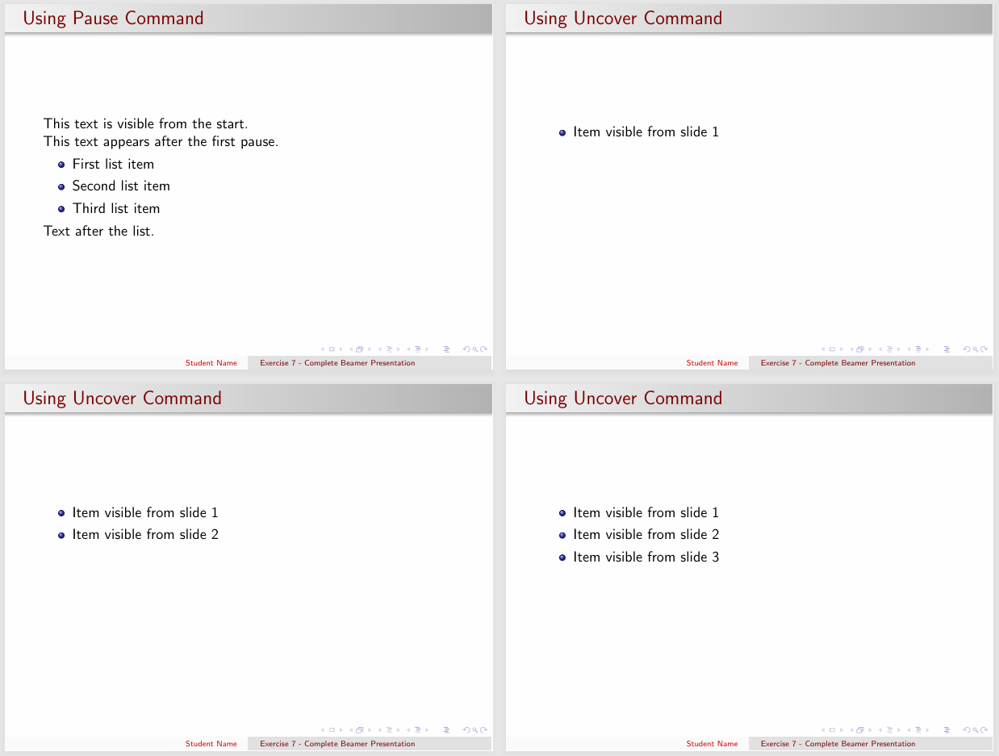 Using Pause Command
This text is visible from the start.
This text appears after the first pause.
First list item
Second list item
Third list item
Text after the list.
Student Name
Exercise 7 - Complete Beamer Presentation
Using Uncover Command
Item visible from slide 1
Student Name
Exercise 7 - Complete Beamer Presentation
Using Uncover Command
Item visible from slide 1
Item visible from slide 2
Student Name
Exercise 7 - Complete Beamer Presentation
Using Uncover Command
Item visible from slide 1
Item visible from slide 2
Item visible from slide 3
Student Name
Exercise 7 - Complete Beamer Presentation